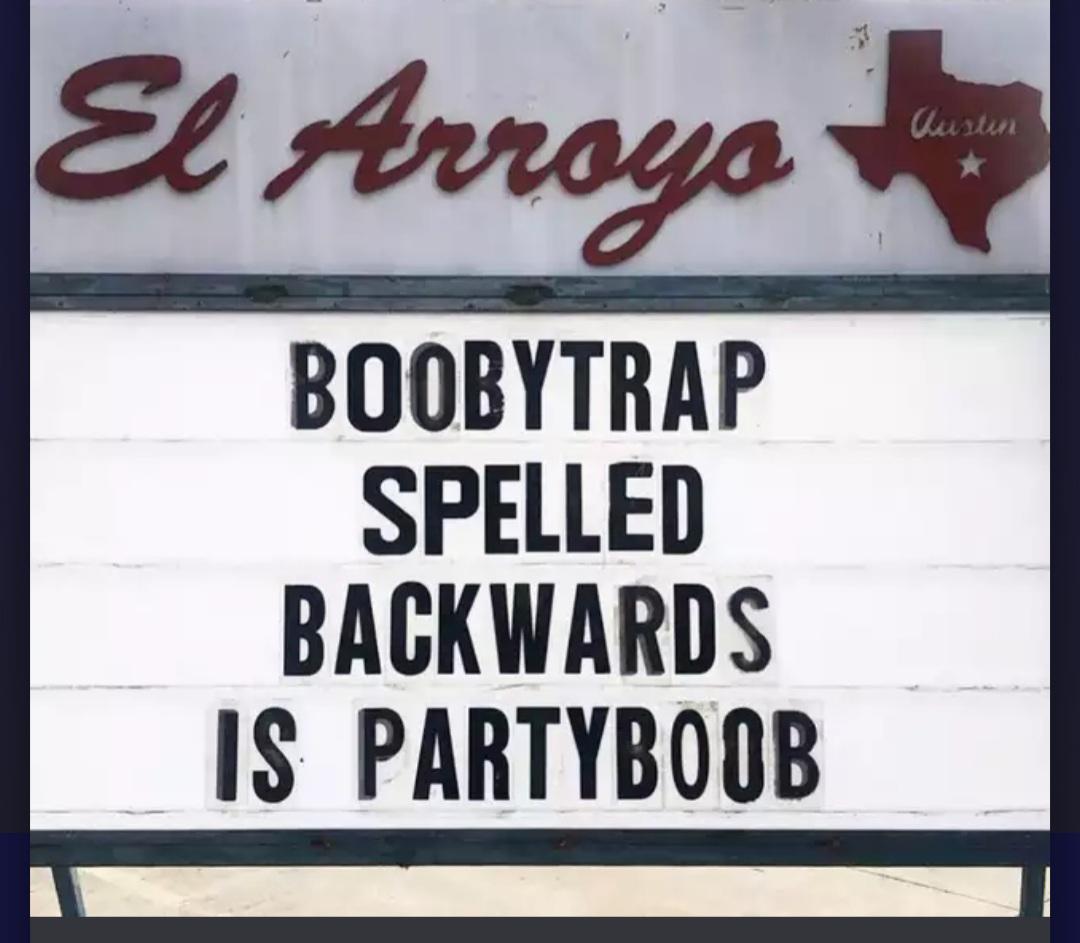 El Arroyo
Austin
BOOBYTRAP
SPELLED
BACKWARDS
IS PARTYBOOB